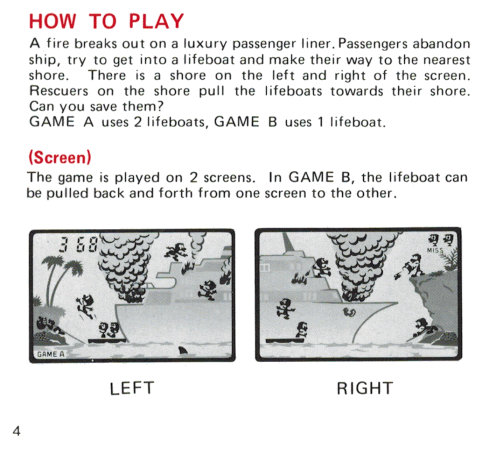 HOW TO PLAY
A fire breaks out on a luxury passenger liner. Passengers abandon
ship, try to get into a lifeboat and make their way to the nearest
shore. There is a shore on the left and right of the screen.
Rescuers on the shore pull the lifeboats towards their shore.
Can you save them?
GAME A uses 2 lifeboats, GAME B uses 1 lifeboat.
(Screen)
The game is played on 2 screens. In GAME B, the lifeboat can
be pulled back and forth from one screen to the other.
368
MISS
GAME A
LEFT RIGHT
4